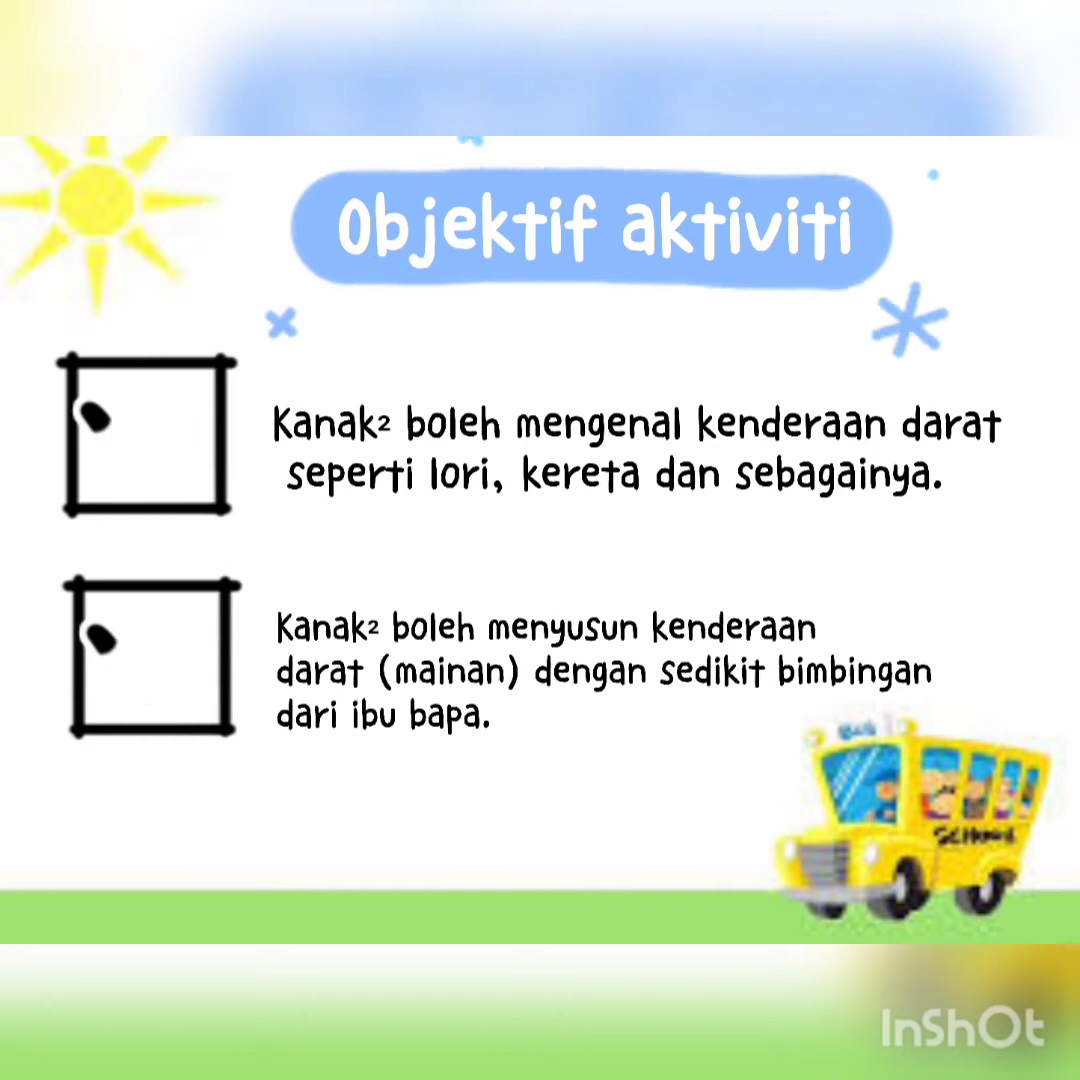 Objektif aktiviti
Kanak² boleh mengenal kenderaan darat
seperti lori, kereta dan sebagainya.
Kanak² boleh menyusun kenderaan
darat (mainan) dengan sedikit bimbingan
dari ibu bapa.
SCHOOL
InShOt